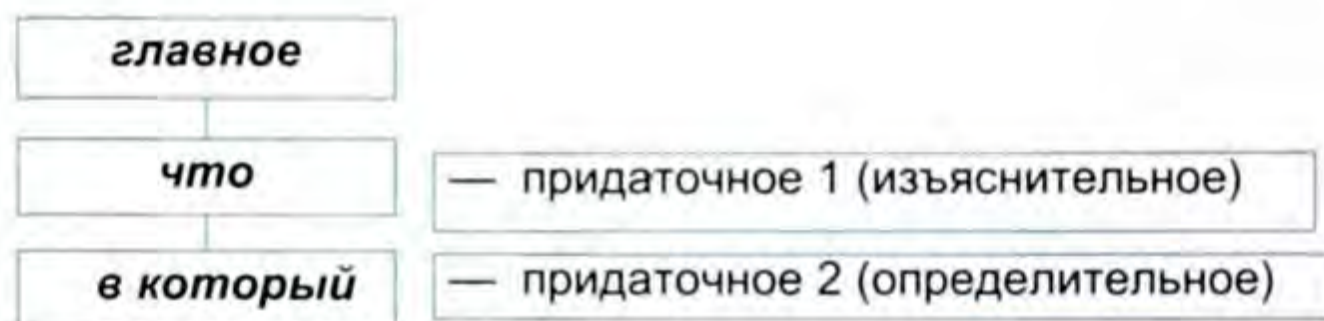 главное
что — придаточное 1 (изъяснительное)
в который — придаточное 2 (определительное)